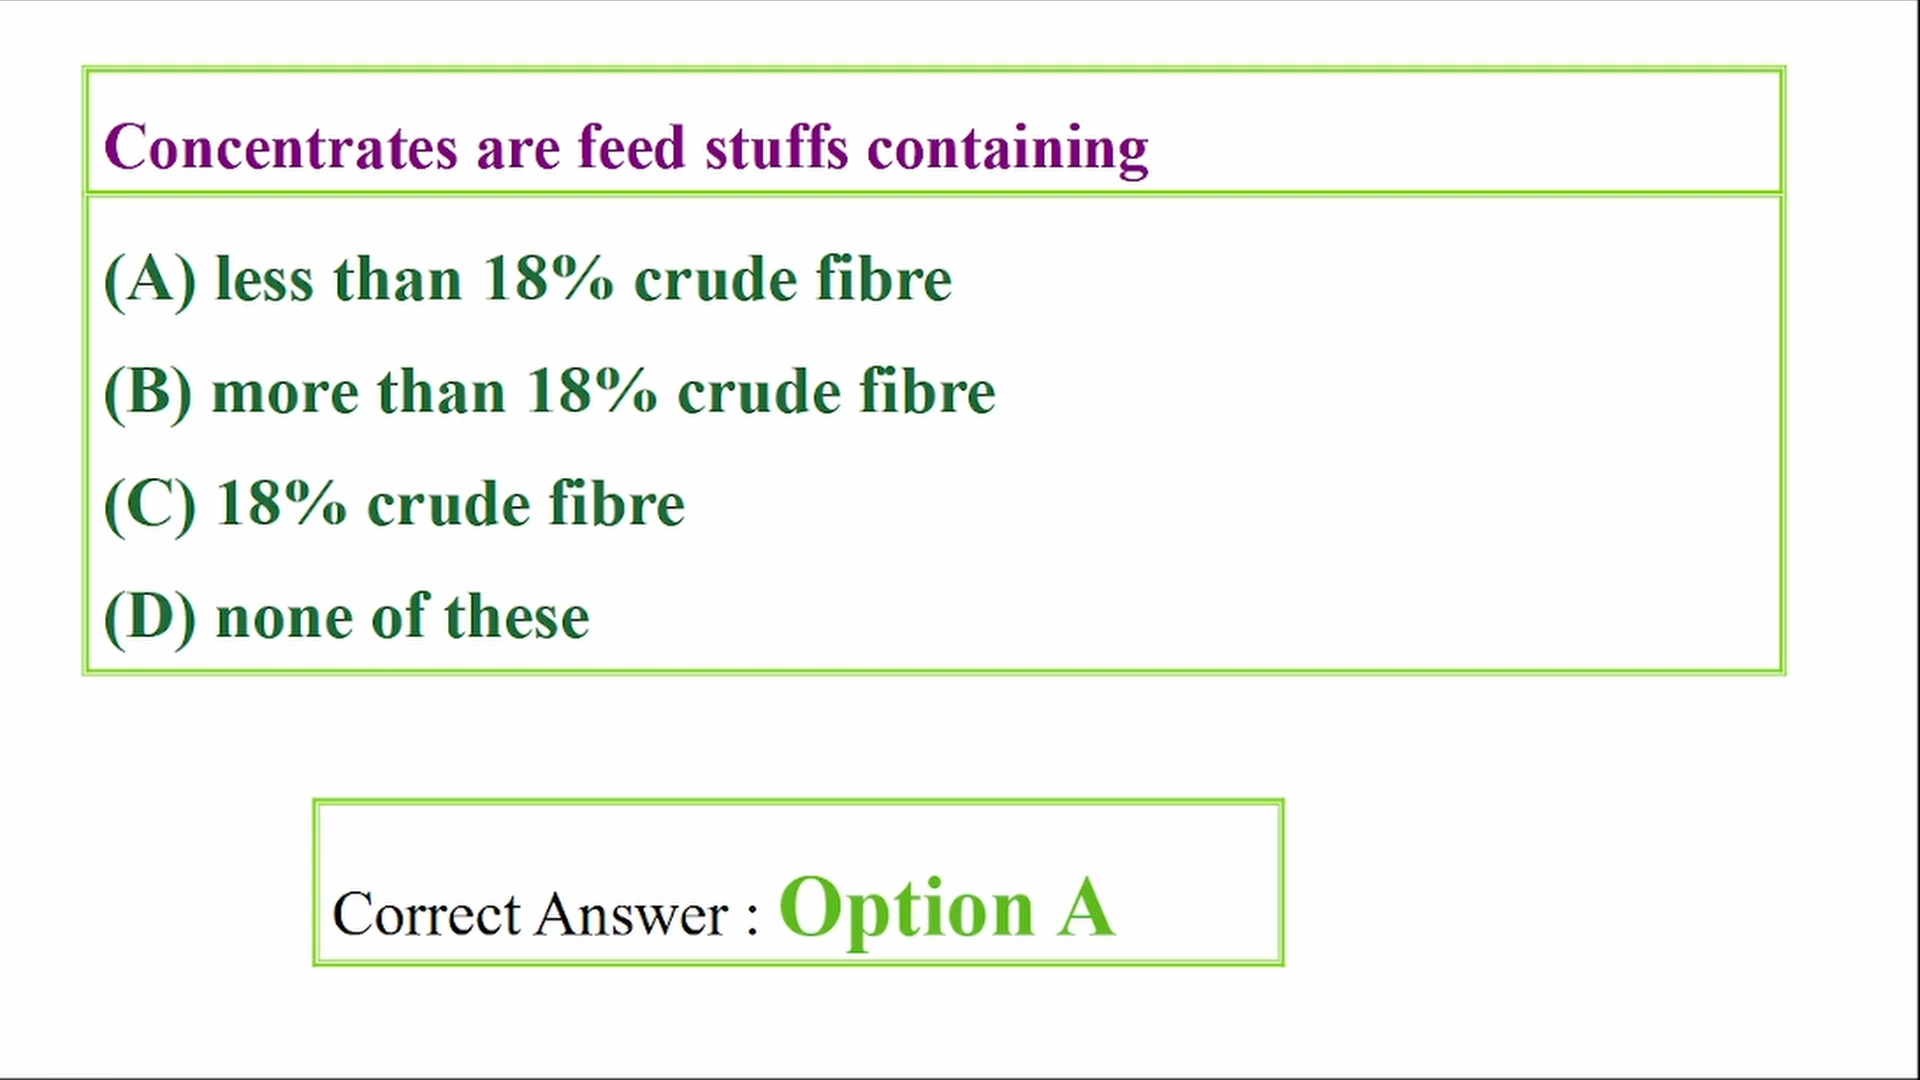 Concentrates are feed stuffs containing
(A) less than 18% crude fibre
(B) more than 18% crude fibre
(C) 18% crude fibre
(D) none of these
Correct Answer : Option A